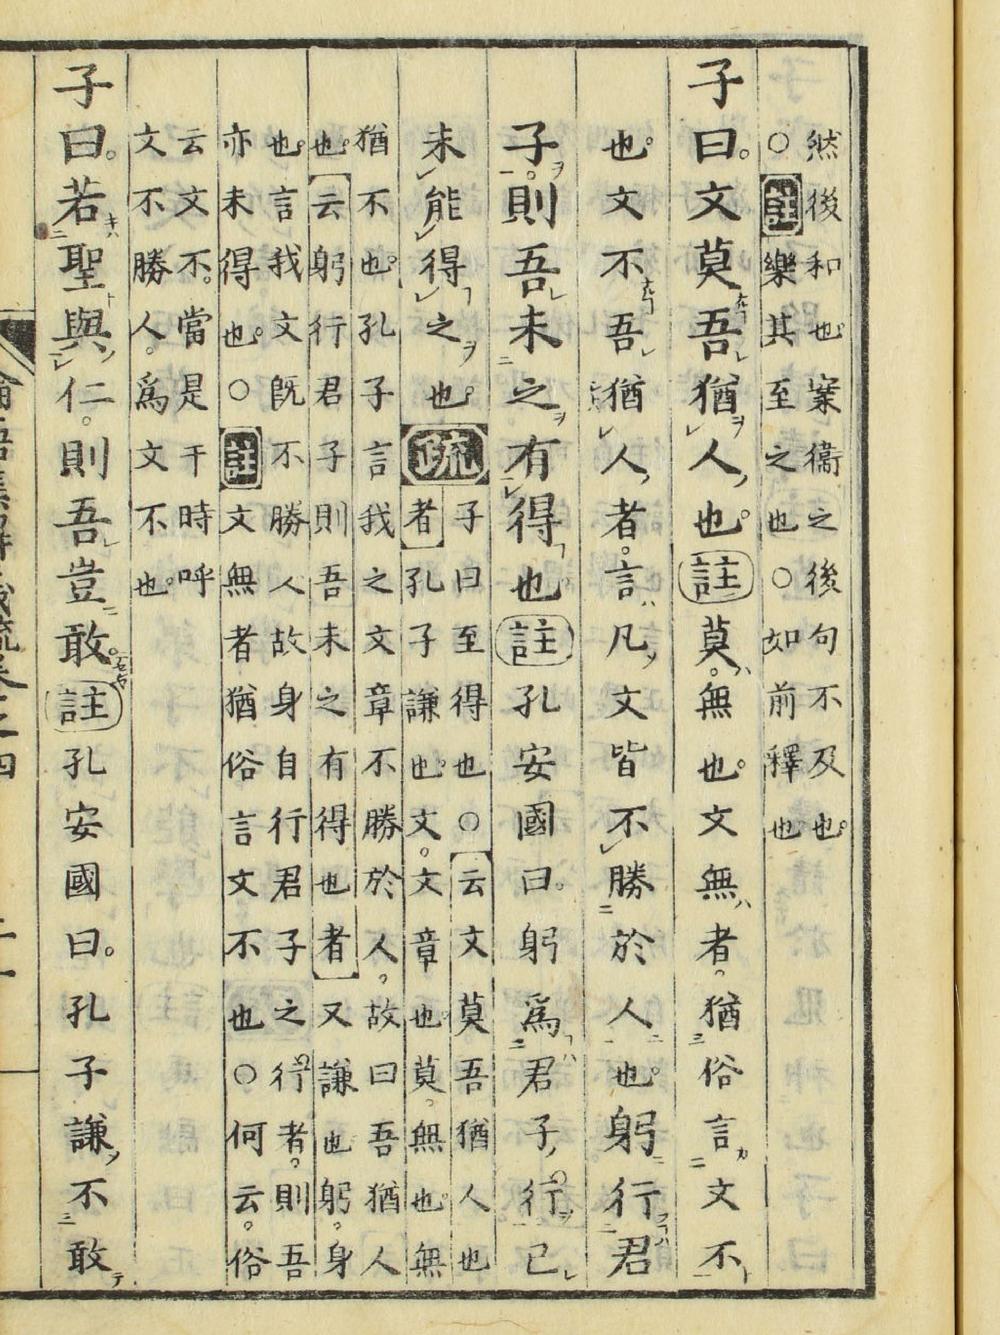 然後和也案衞之後句不及也
○註樂其至之也○如前釋也
子曰文莫吾猶人也註莫無也文無者猶俗言文不
也文不吾猶人者言凡文皆不勝於人也躬行君
子則吾未之有得也註孔安國曰躬爲君子行已
未能得之也疏
子曰至得也○云文莫吾猶人也
者孔子謙也文文章也莫無也無
猶不也孔子言我之文章不勝於人故曰吾猶人
也云躬行君子則吾未之有得也者又謙也躬身
也言我文既不勝人故身自行君子之行者則吾
亦未得也○註文無者猶俗言文不也○何云俗
云文不當是于時呼
文不勝人爲文不也
子曰若聖與仁則吾豈敢註孔安國曰孔子謙不敢